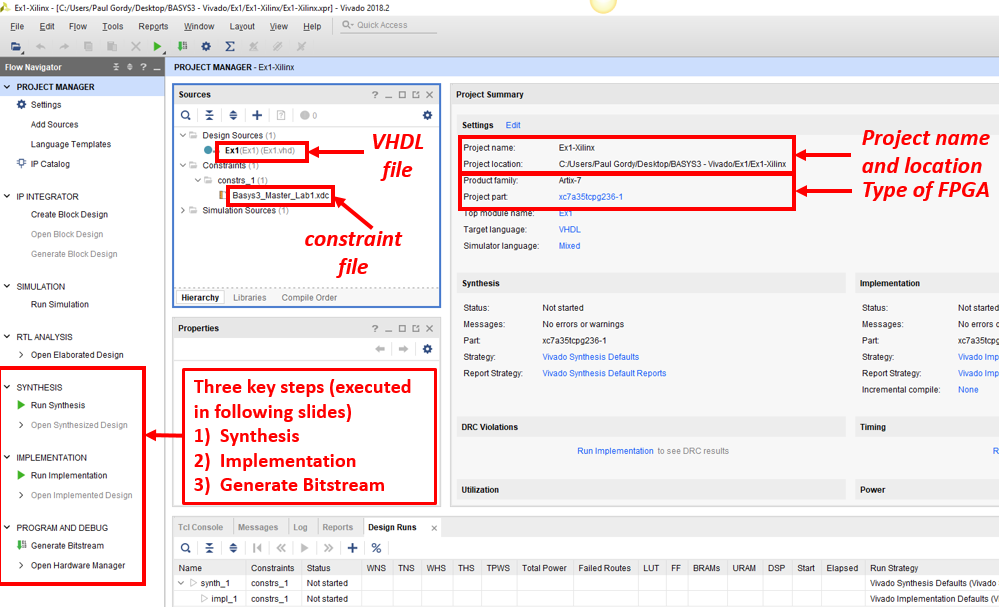 Ex1-Xilinx - [C:/Users/Paul Gordy/Desktop/BASYS3 - Vivado/Ex1/Ex1-Xilinx/Ex1-Xilinx.xpr] - Vivado 2018.2
File Edit Flow Tools Reports Window Layout View Help Quick Access
Flow Navigator
PROJECT MANAGER
Settings
Add Sources
Language Templates
IP Catalog
IP INTEGRATOR
Create Block Design
Open Block Design
Generate Block Design
SIMULATION
Run Simulation
RTL ANALYSIS
Open Elaborated Design
SYNTHESIS
Run Synthesis
Open Synthesized Design
IMPLEMENTATION
Run Implementation
Open Implemented Design
PROGRAM AND DEBUG
Generate Bitstream
Open Hardware Manager
PROJECT MANAGER - Ex1-Xilinx
Sources
0
Design Sources (1)
Ex1(Ex1) (Ex1.vhd)
Constraints (1)
constrs_1 (1)
Basys3_Master_Lab1.xdc
Simulation Sources (1)
VHDL
file
constraint
file
Hierarchy Libraries Compile Order
Properties
Three key steps (executed
in following slides)
1) Synthesis
2) Implementation
3) Generate Bitstream
Project Summary
Settings Edit
Project name: Ex1-Xilinx
Project location: C:/Users/Paul Gordy/Desktop/BASYS3 - Vivado/Ex1/Ex1-Xilinx
Product family: Artix-7
Project part: xc7a35tcpg236-1
Top module name: Ex1
Target language: VHDL
Simulator language: Mixed
Project name
and location
Type of FPGA
Synthesis
Status: Not started
Messages: No errors or warnings
Part: xc7a35tcpg236-1
Strategy: Vivado Synthesis Defaults
Report Strategy: Vivado Synthesis Default Reports
Implementation
Status: Not started
Messages: No errors o
Part: xc7a35tcpg
Strategy: Vivado Imp
Report Strategy: Vivado Imp
Incremental compile: None
DRC Violations
Run Implementation to see DRC results
Timing
R
Utilization
Power
Tcl Console Messages Log Reports Design Runs
Name Constraints Status WNS TNS WHS THS TPWS Total Power Failed Routes LUT FF BRAMs URAM DSP Start Elapsed Run Strategy
synth_1 constrs_1 Not started Vivado Synthesis Defaults (Vivado
impl_1 constrs_1 Not started Vivado Implementation Defaults (V